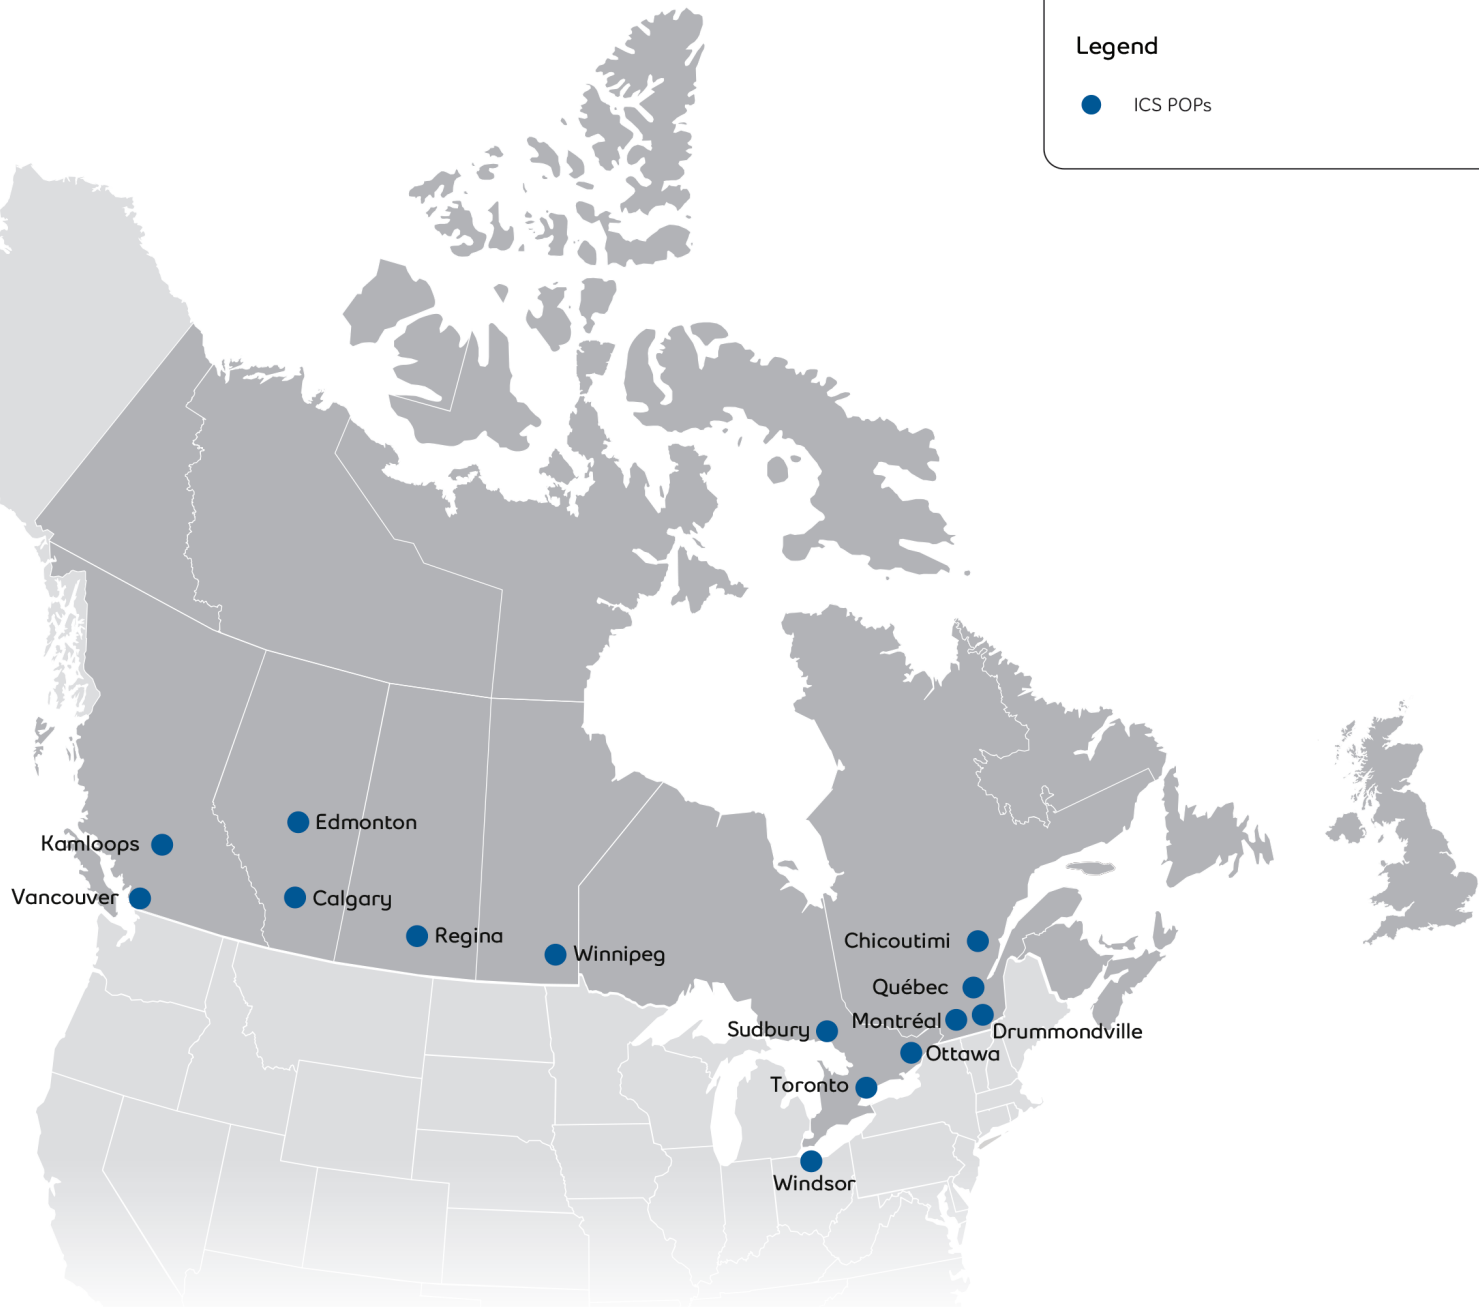 Legend
ICS POPs
Edmonton
Kamloops
Vancouver
Calgary
Regina
Winnipeg
Chicoutimi
Québec
Montréal
Drummondville
Sudbury
Ottawa
Toronto
Windsor